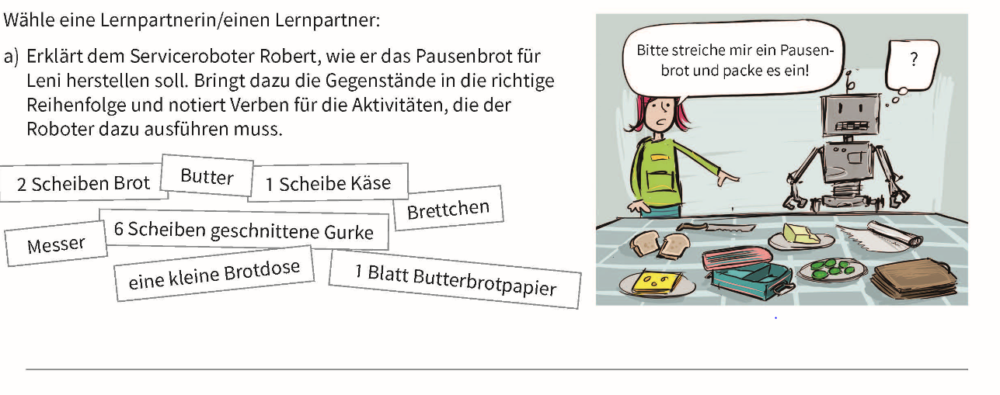 Wähle eine Lernpartnerin/einen Lernpartner:
a) Erklärt dem Serviceroboter Robert, wie er das Pausenbrot für
Leni herstellen soll. Bringt dazu die Gegenstände in die richtige
Reihenfolge und notiert Verben für die Aktivitäten, die der
Roboter dazu ausführen muss.
2 Scheiben Brot
Butter
1 Scheibe Käse
Brettchen
Messer
6 Scheiben geschnittene Gurke
eine kleine Brotdose
1 Blatt Butterbrotpapier
Bitte streiche mir ein Pausen-
brot und packe es ein!
?